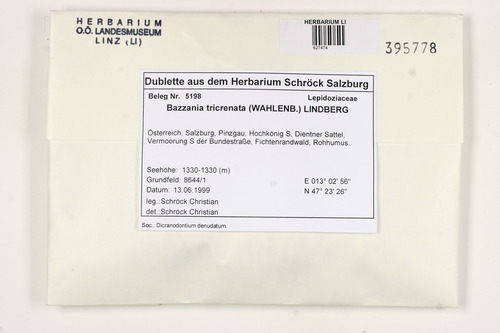 HERBARIUM
O.Ö. LANDESMUSEUM
LINZ (LI)
HERBARIUM LI
627474
395778
Dublette aus dem Herbarium Schröck Salzburg
Beleg Nr. 5198 Lepidoziaceae
Bazzania tricrenata (WAHLENB.) LINDBERG
Österreich, Salzburg, Pinzgau, Hochkönig S, Dientner Sattel,
Vermoorung S der Bundestraße, Fichtenrandwald, Rohhumus.
Seehöhe: 1330-1330 (m)
Grundfeld: 8644/1 E 013° 02' 56"
Datum: 13.06.1999 N 47° 23' 26"
leg.:Schröck Christian
det.:Schröck Christian
Soc.: Dicranodontium denudatum.